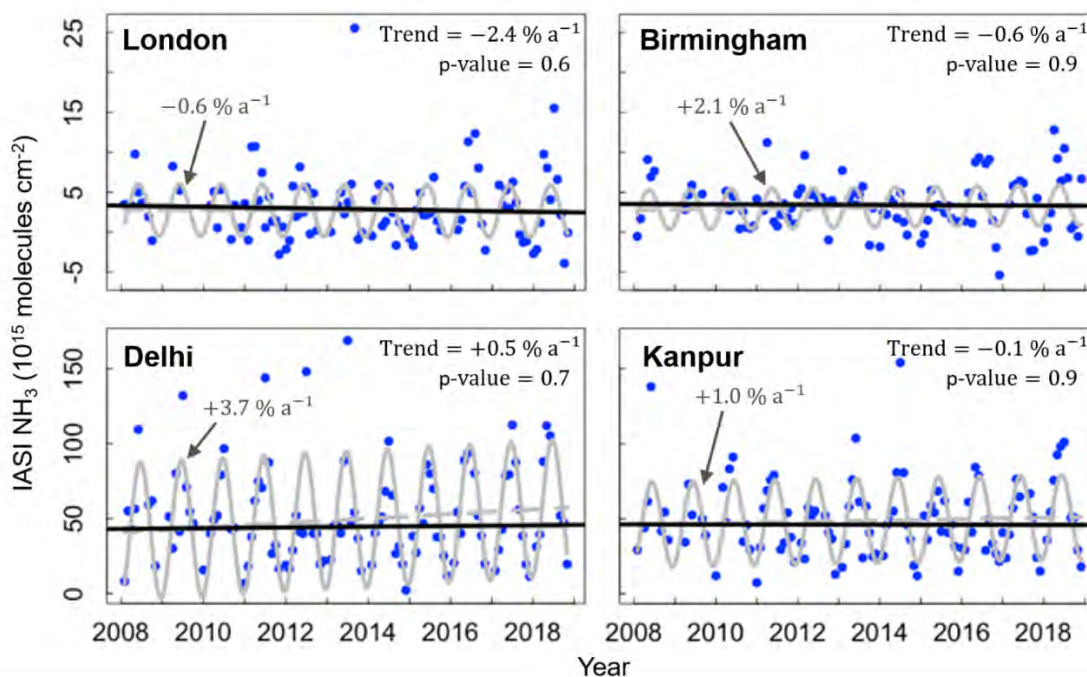 IASI NH₃ (10¹⁵ molecules cm⁻²)
25
15
5
-5
London
Trend = −2.4 % a⁻¹
p-value = 0.6
−0.6 % a⁻¹
Birmingham
Trend = −0.6 % a⁻¹
p-value = 0.9
+2.1 % a⁻¹
150
100
50
0
Delhi
Trend = +0.5 % a⁻¹
p-value = 0.7
+3.7 % a⁻¹
Kanpur
Trend = −0.1 % a⁻¹
p-value = 0.9
+1.0 % a⁻¹
2008 2010 2012 2014 2016 2018
2008 2010 2012 2014 2016 2018
Year